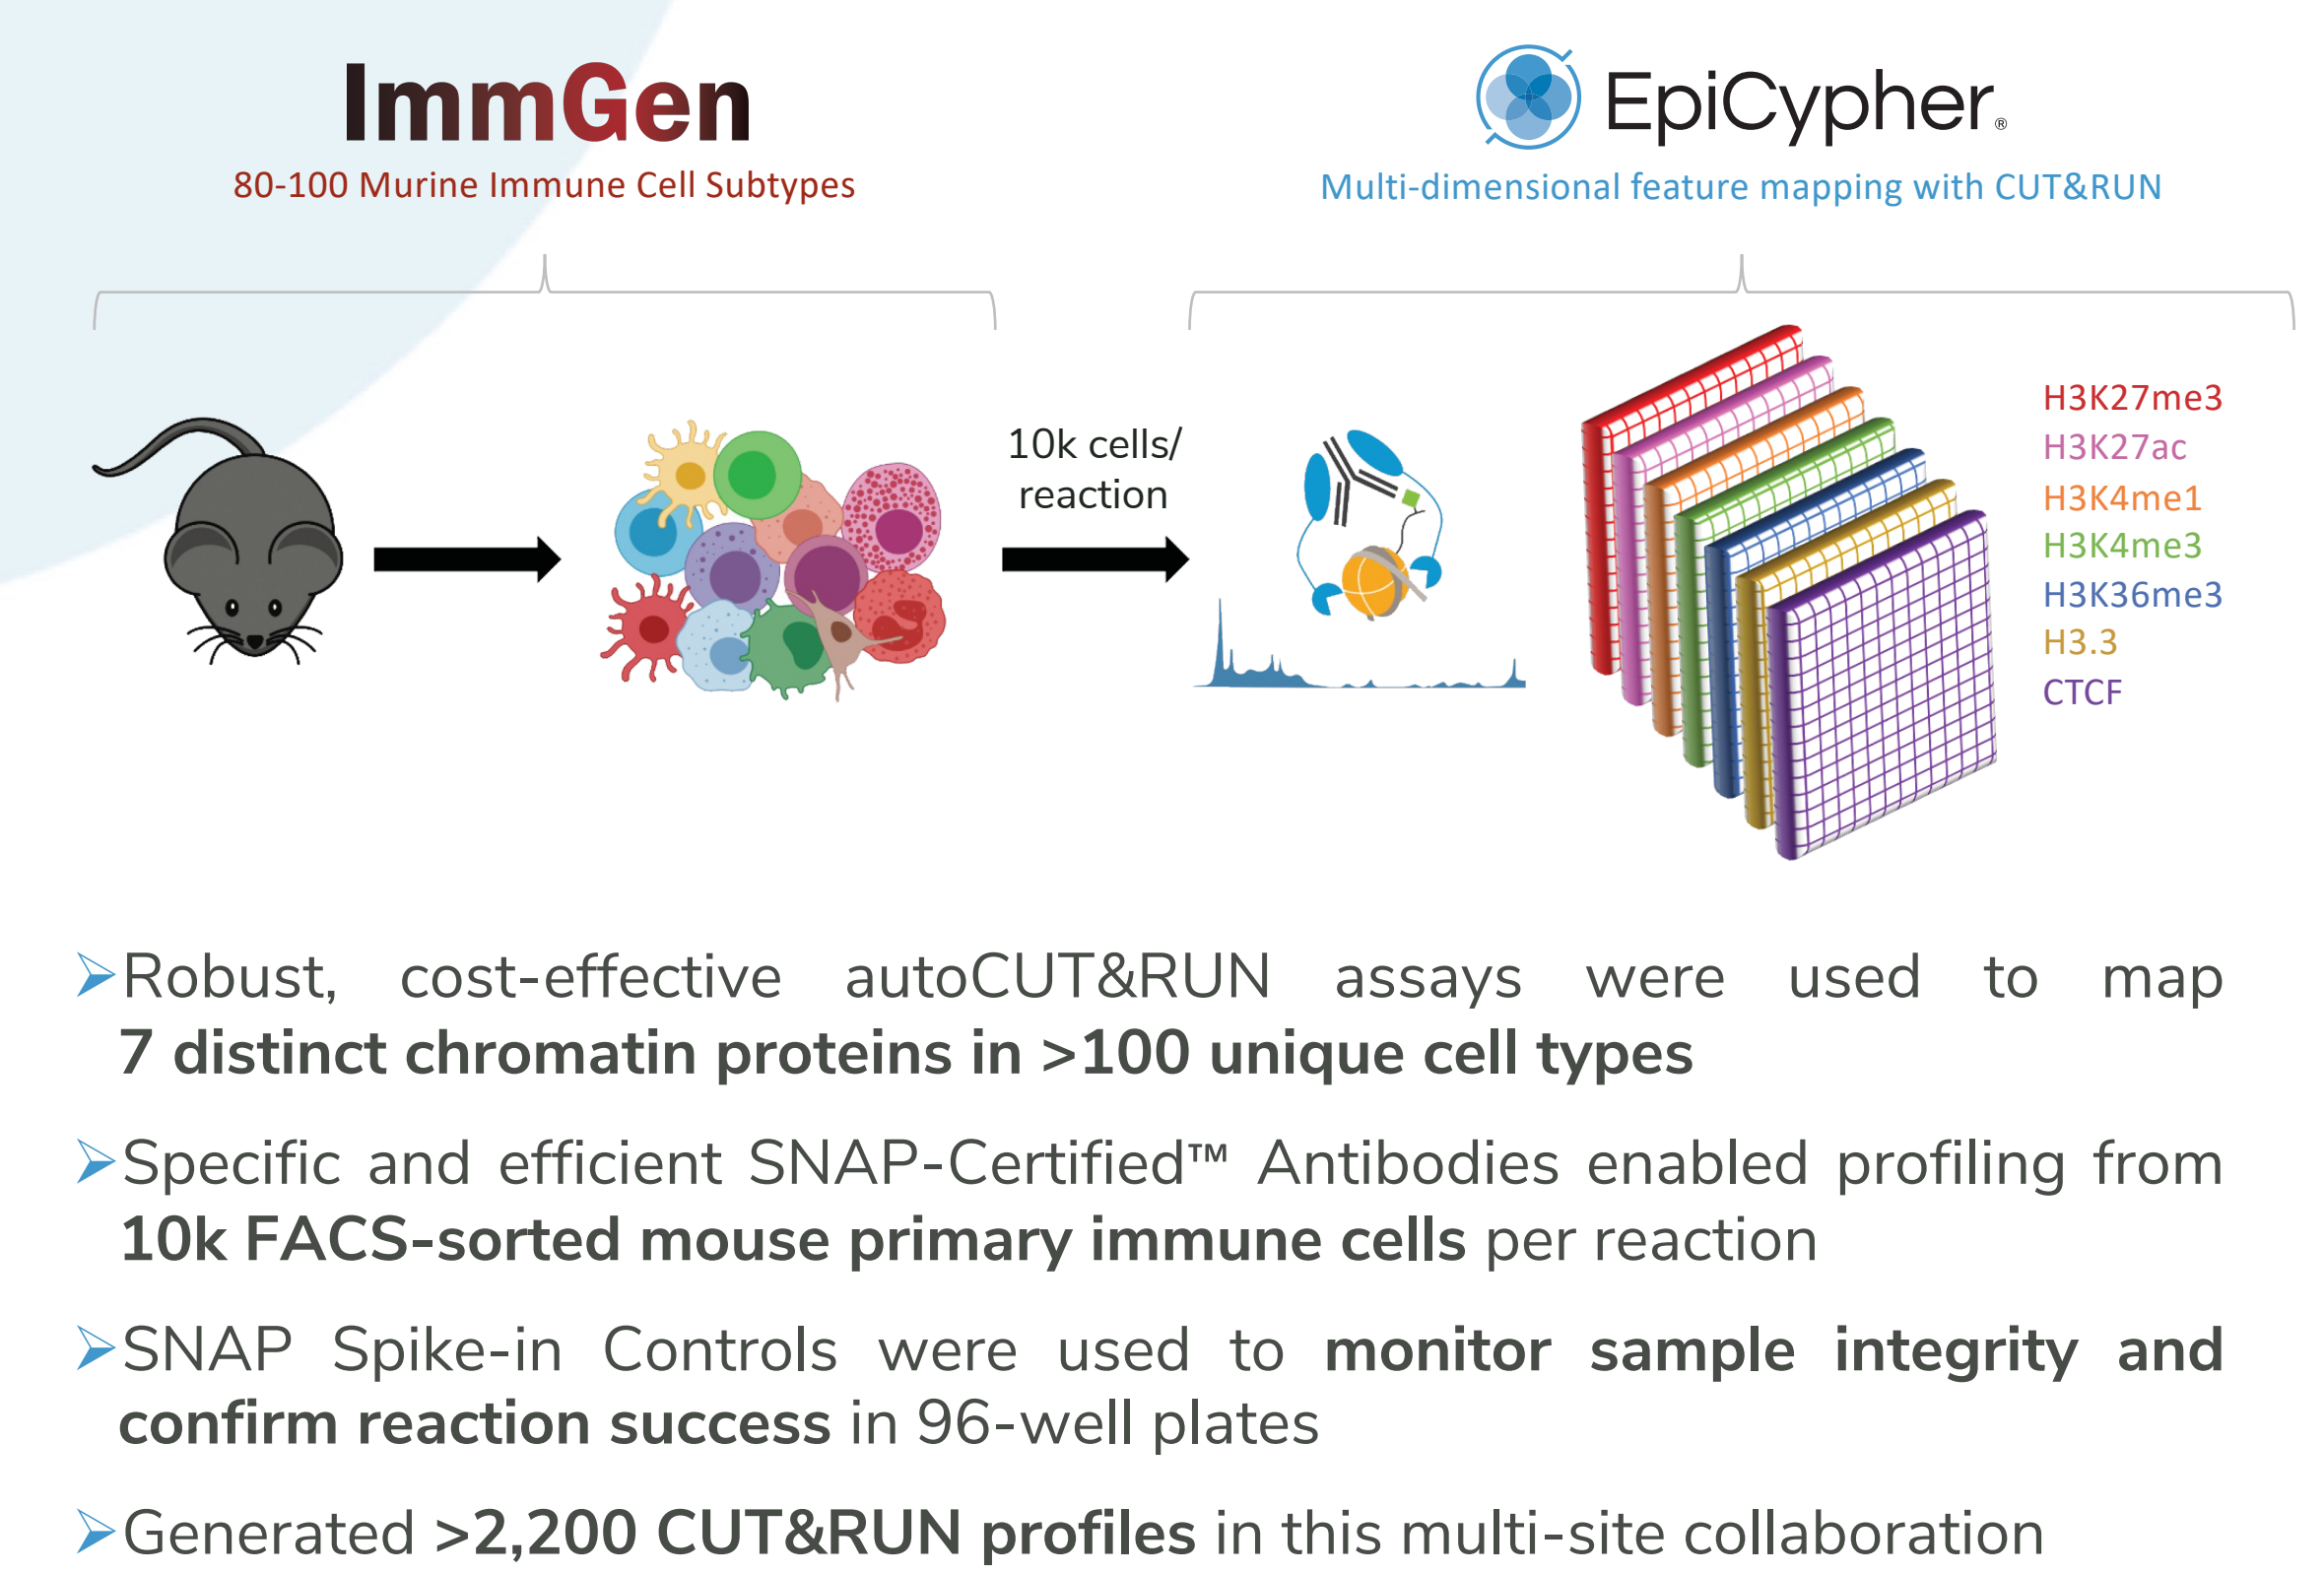 ImmGen
80-100 Murine Immune Cell Subtypes
EpiCypher®
Multi-dimensional feature mapping with CUT&RUN
10k cells/
reaction
H3K27me3
H3K27ac
H3K4me1
H3K4me3
H3K36me3
H3.3
CTCF
➢Robust, cost-effective autoCUT&RUN assays were used to map
7 distinct chromatin proteins in >100 unique cell types
➢Specific and efficient SNAP-Certified™ Antibodies enabled profiling from
10k FACS-sorted mouse primary immune cells per reaction
➢SNAP Spike-in Controls were used to monitor sample integrity and
confirm reaction success in 96-well plates
➢Generated >2,200 CUT&RUN profiles in this multi-site collaboration